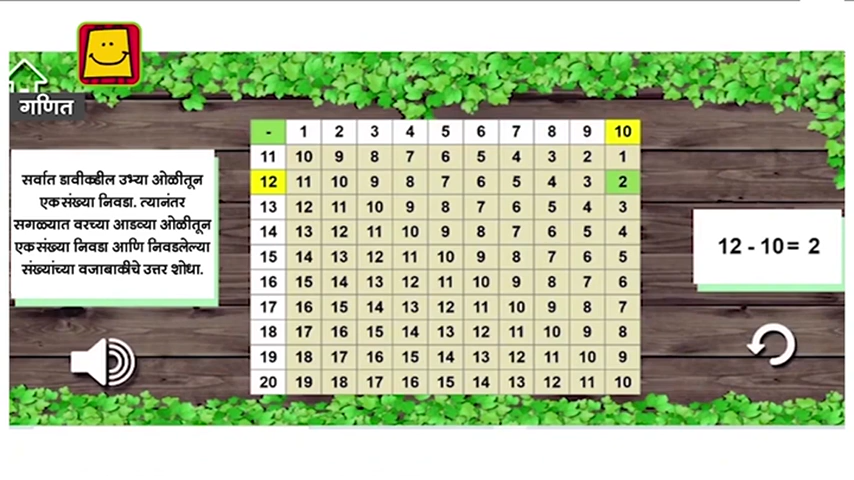 गणित
सर्वात डावीकडील उभ्या ओळीतून
एक संख्या निवडा. त्यानंतर
सगळ्यात वरच्या आडव्या ओळीतून
एक संख्या निवडा आणि निवडलेल्या
संख्यांच्या वजाबाकीचे उत्तर शोधा.
- 1 2 3 4 5 6 7 8 9 10
11 10 9 8 7 6 5 4 3 2 1
12 11 10 9 8 7 6 5 4 3 2
13 12 11 10 9 8 7 6 5 4 3
14 13 12 11 10 9 8 7 6 5 4
15 14 13 12 11 10 9 8 7 6 5
16 15 14 13 12 11 10 9 8 7 6
17 16 15 14 13 12 11 10 9 8 7
18 17 16 15 14 13 12 11 10 9 8
19 18 17 16 15 14 13 12 11 10 9
20 19 18 17 16 15 14 13 12 11 10
12 - 10= 2